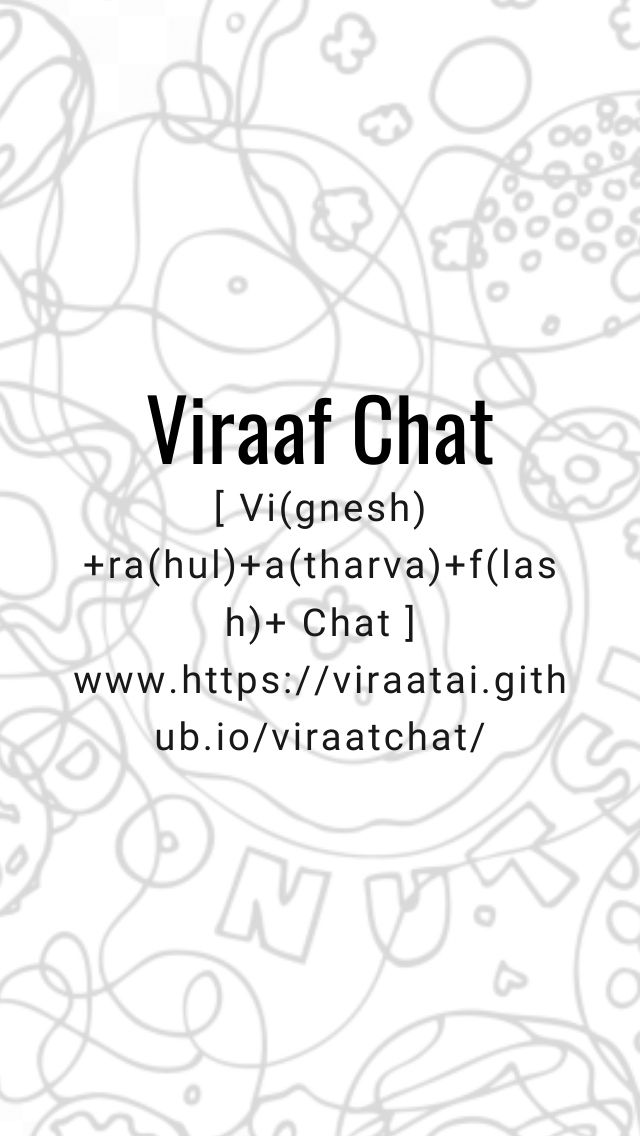 Viraaf Chat
[ Vi(gnesh)
+ra(hul)+a(tharva)+f(las
h)+ Chat ]
www.https://viraatai.gith
ub.io/viraatchat/
D
S
N U T